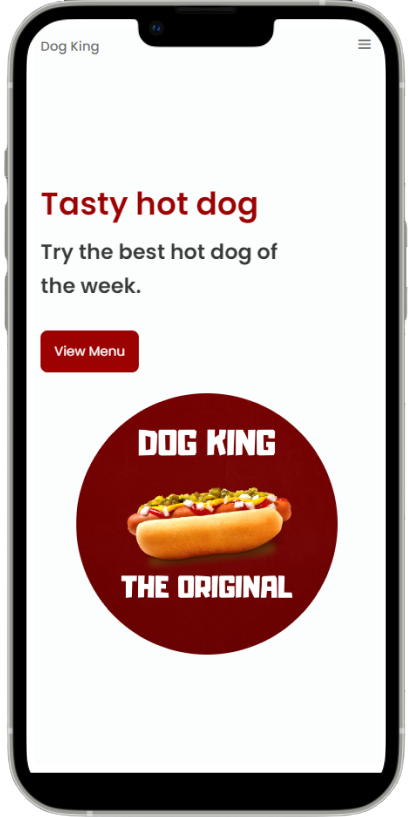 Dog King
Tasty hot dog
Try the best hot dog of
the week.
View Menu
DOG KING
THE ORIGINAL